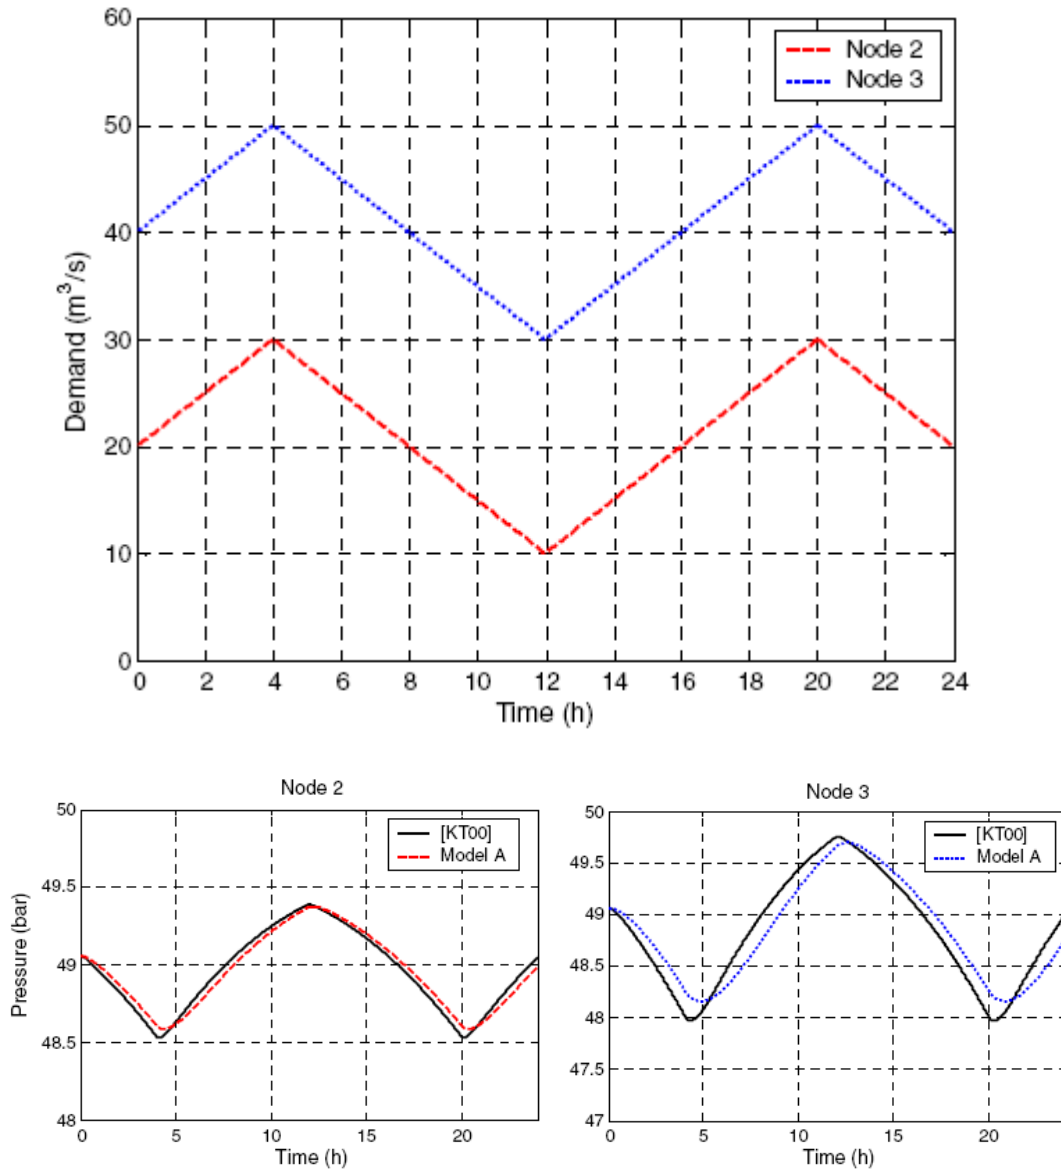 60
50
40
30
20
10
0
Demand (m³/s)
Node 2
Node 3
0 2 4 6 8 10 12 14 16 18 20 22 24
Time (h)
Node 2
50
49.5
49
48.5
48
Pressure (bar)
[KT00]
Model A
0 5 10 15 20
Time (h)
Node 3
50
49.5
49
48.5
48
47.5
47
[KT00]
Model A
0 5 10 15 20
Time (h)